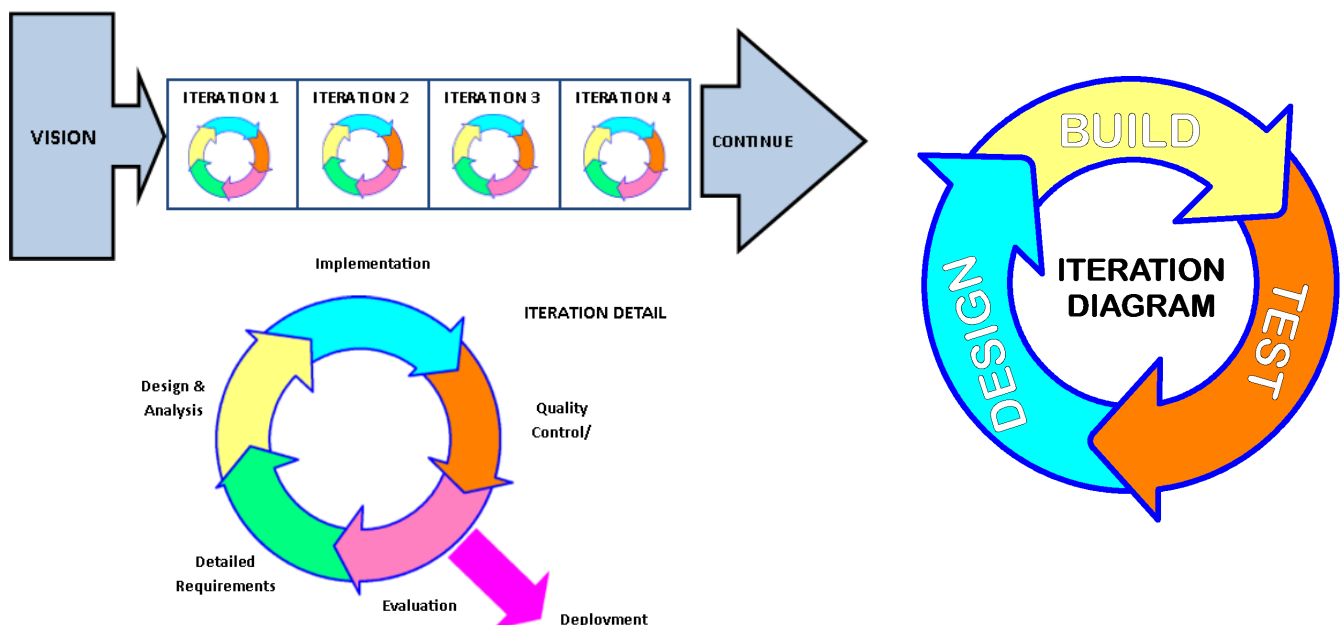 VISION
ITERATION 1
ITERATION 2
ITERATION 3
ITERATION 4
CONTINUE
Implementation
ITERATION DETAIL
Design &
Analysis
Quality
Control/
Detailed
Requirements
Evaluation
Deployment
BUILD
TEST
DESIGN
ITERATION
DIAGRAM